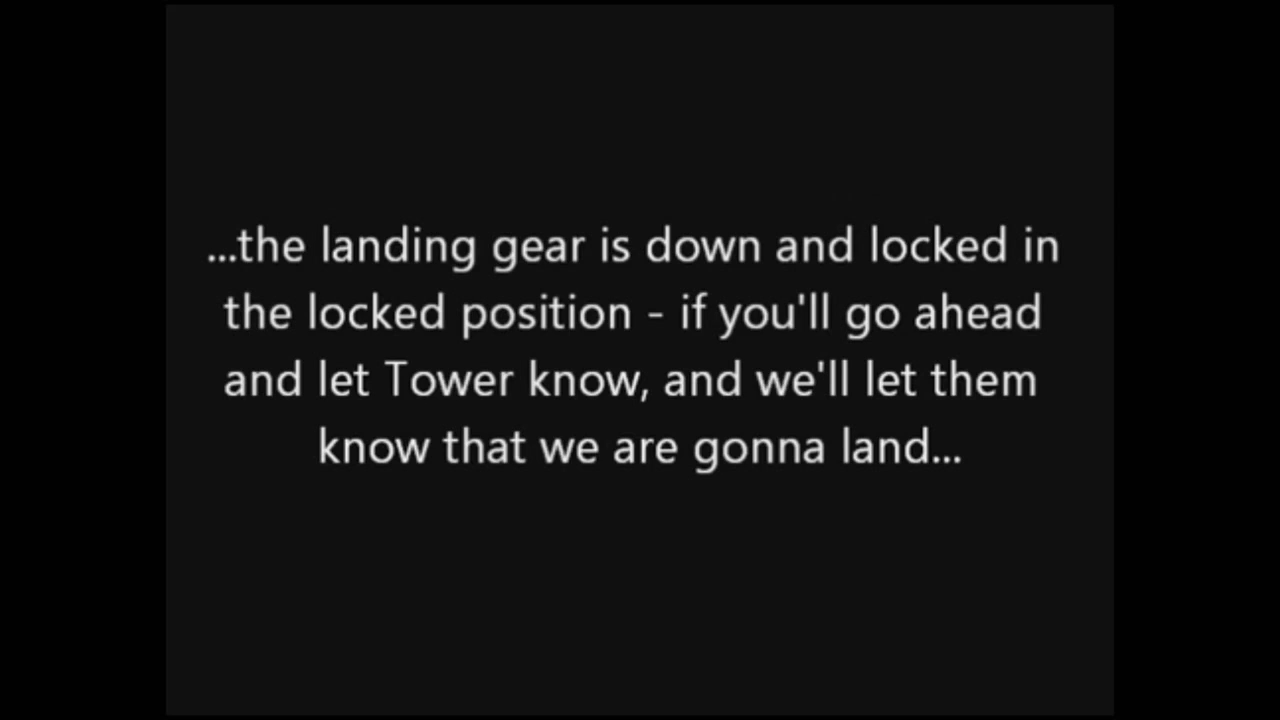 ...the landing gear is down and locked in
the locked position - if you'll go ahead
and let Tower know, and we'll let them
know that we are gonna land...